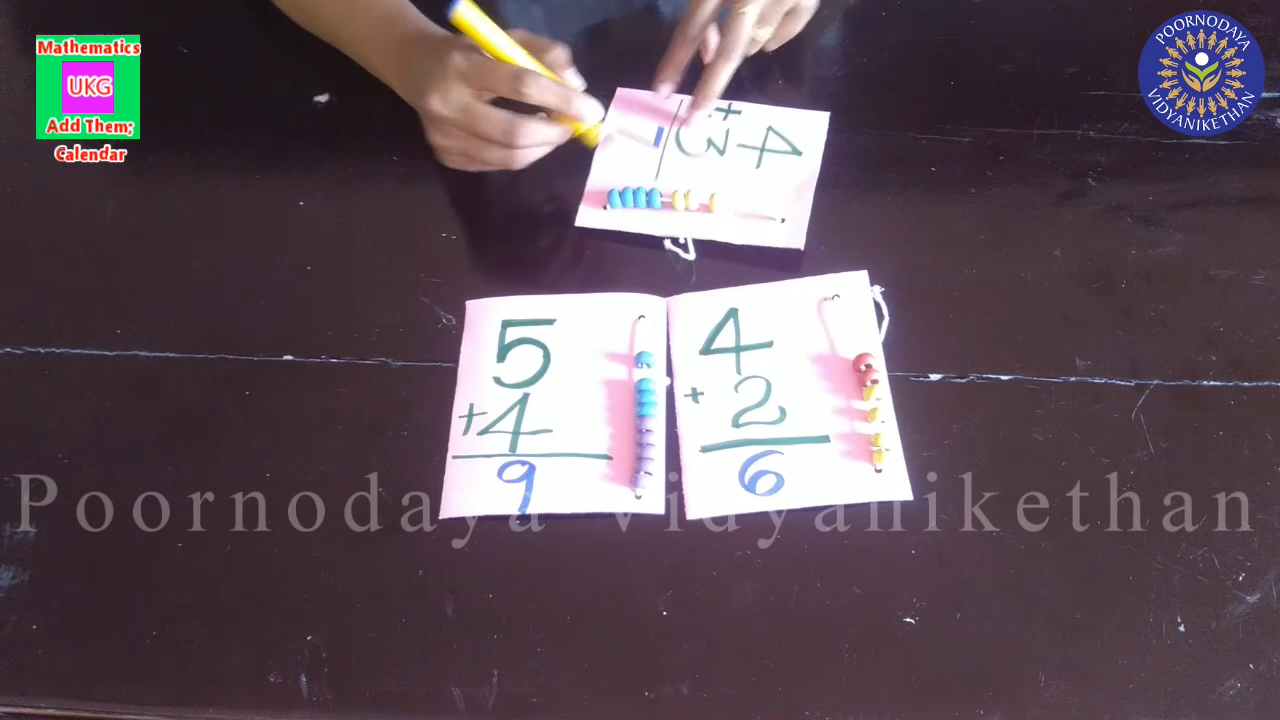 Mathematics
UKG
Add Them;
Calendar
POORNODAYA
VIDYANIKETHAN
4
+3
5
+4
9
4
+2
6
Poornodaya Vidyanikethan